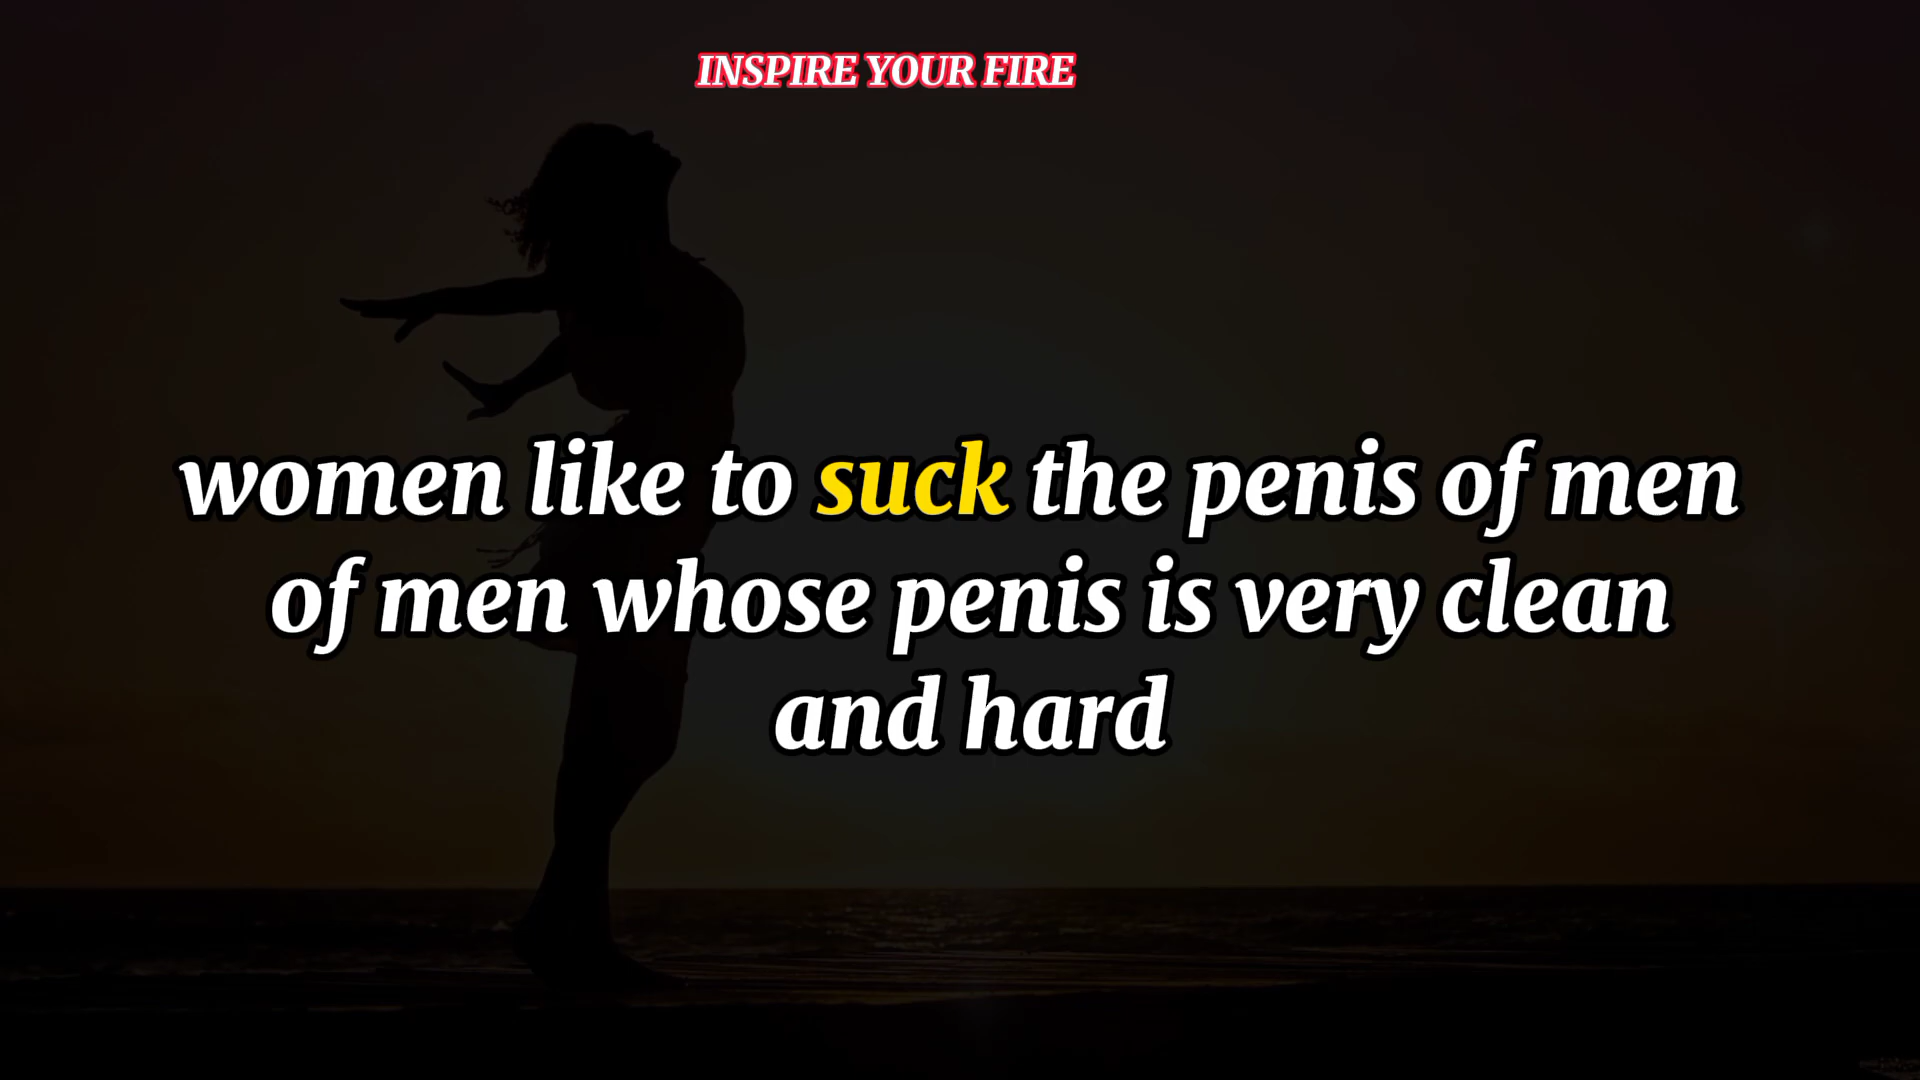 INSPIRE YOUR FIRE
women like to suck the penis of men
of men whose penis is very clean
and hard